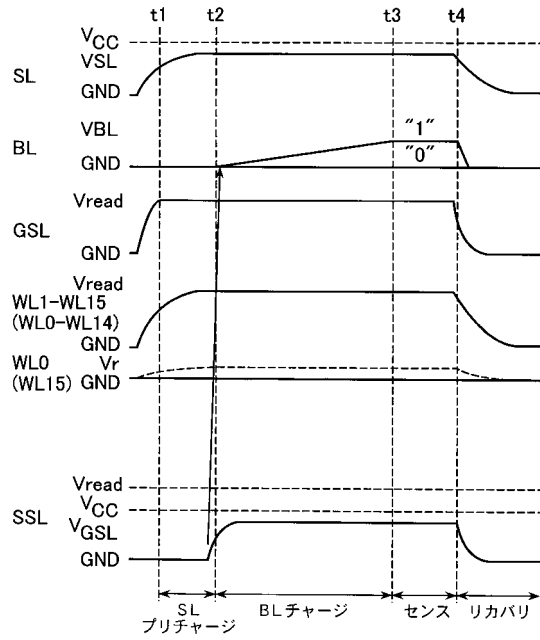 t1 t2 t3 t4
VCC
VSL
SL
GND
VBL
"1"
BL
"0"
GND
Vread
GSL
GND
Vread
WL1-WL15
(WL0-WL14)
GND
WL0 Vr
(WL15) GND
Vread
VCC
SSL
VGSL
GND
SL
プリチャージ
BLチャージ
センス
リカバリ